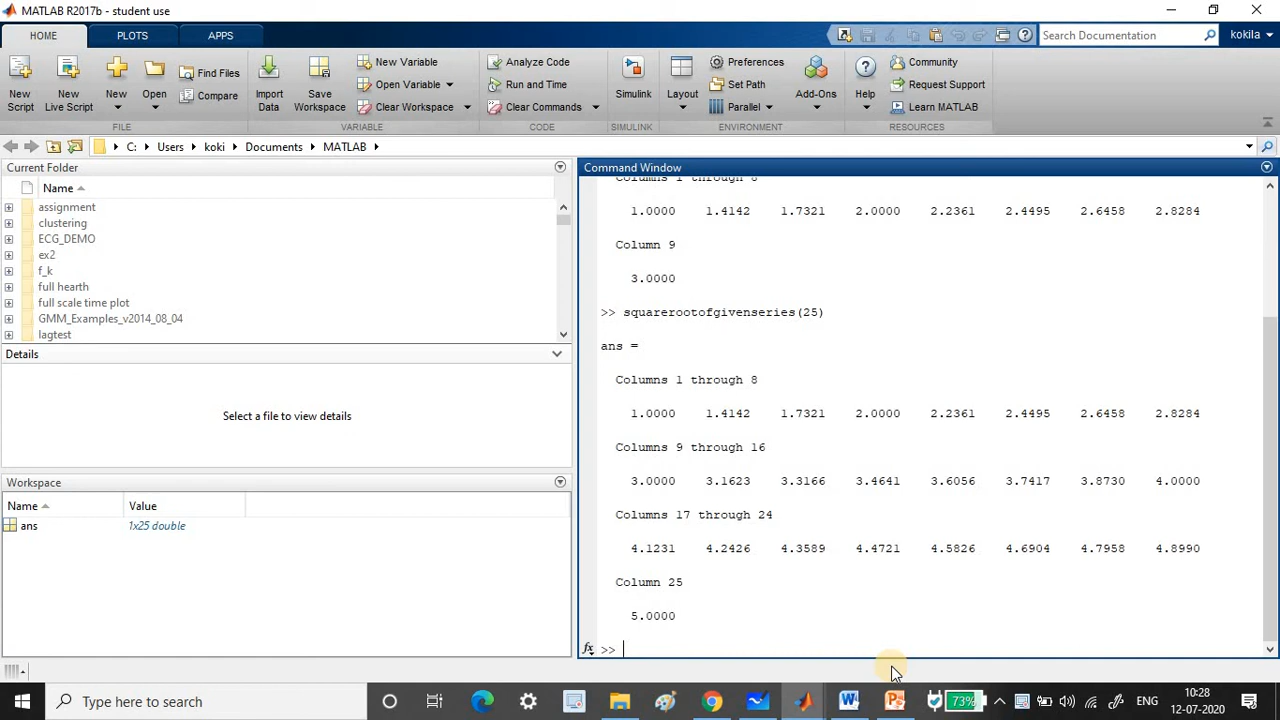 MATLAB R2017b - student use
HOME PLOTS APPS
Search Documentation kokila
New Script
New Live Script
New
Open
Find Files
Compare
Import Data
Save Workspace
New Variable
Open Variable
Clear Workspace
Analyze Code
Run and Time
Clear Commands
Simulink
Layout
Preferences
Set Path
Parallel
Add-Ons
Help
Community
Request Support
Learn MATLAB
FILE VARIABLE CODE SIMULINK ENVIRONMENT RESOURCES
C: Users koki Documents MATLAB
Current Folder
Name
assignment
clustering
ECG_DEMO
ex2
f_k
full hearth
full scale time plot
GMM_Examples_v2014_08_04
lagtest
Details
Select a file to view details
Workspace
Name Value
ans 1x25 double
Command Window
Columns 1 through 8
1.0000 1.4142 1.7321 2.0000 2.2361 2.4495 2.6458 2.8284
Column 9
3.0000
>> squarerootofgivenseries(25)
ans =
Columns 1 through 8
1.0000 1.4142 1.7321 2.0000 2.2361 2.4495 2.6458 2.8284
Columns 9 through 16
3.0000 3.1623 3.3166 3.4641 3.6056 3.7417 3.8730 4.0000
Columns 17 through 24
4.1231 4.2426 4.3589 4.4721 4.5826 4.6904 4.7958 4.8990
Column 25
5.0000
fx >>
Type here to search
73%
ENG
10:28
12-07-2020